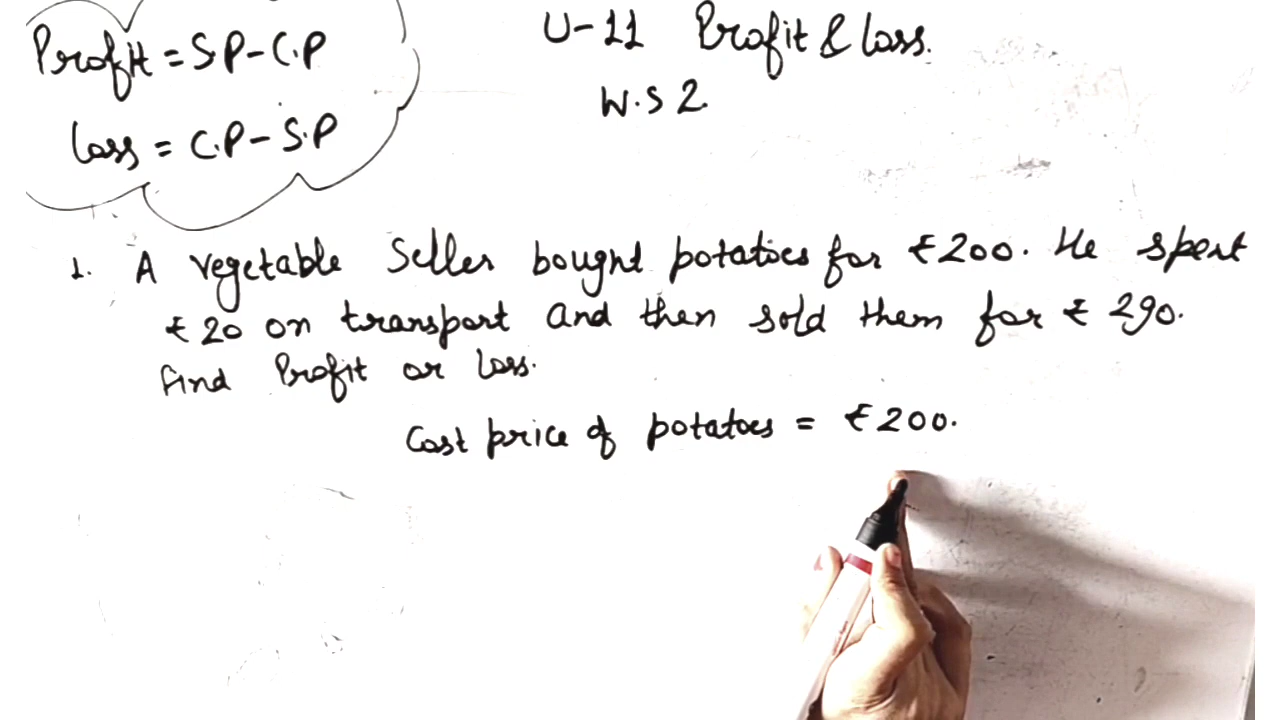 Profit = S.P - C.P
Loss = C.P - S.P
U-11 Profit & Loss.
W.S 2.
1. A vegetable Seller bought potatoes for ₹200. He spent
₹20 on transport and then sold them for ₹ 290.
Find Profit or Loss.
Cost price of potatoes = ₹200.